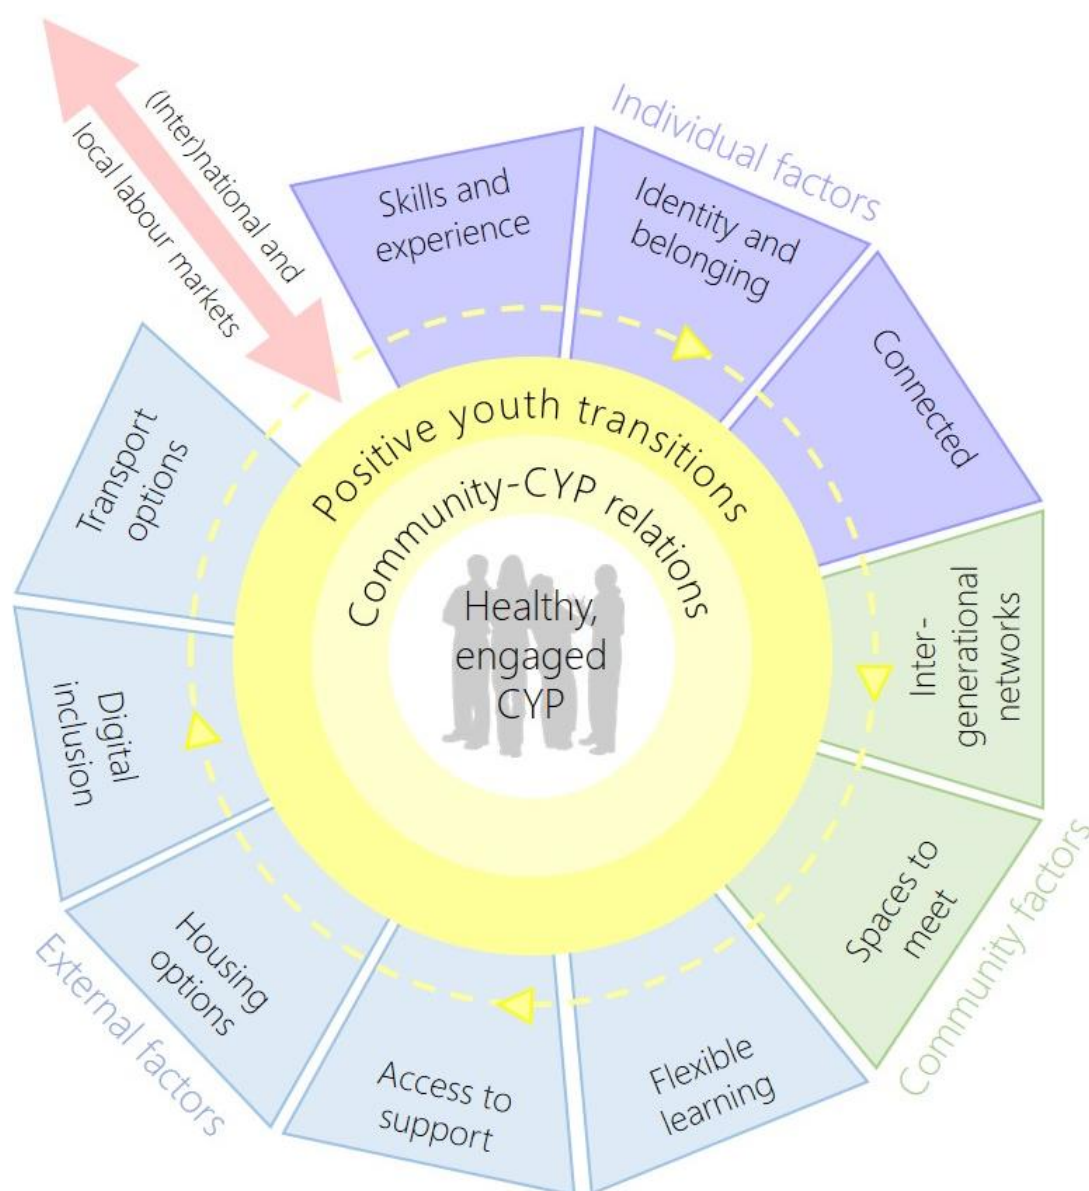 (Inter)national and
local labour markets
Individual factors
Skills and
experience
Identity and
belonging
Connected
Inter-
generational
networks
Spaces to
meet
Community factors
Flexible
learning
Access to
support
Housing
options
External factors
Digital
inclusion
Transport
options
Positive youth transitions
Community-CYP relations
Healthy,
engaged
CYP